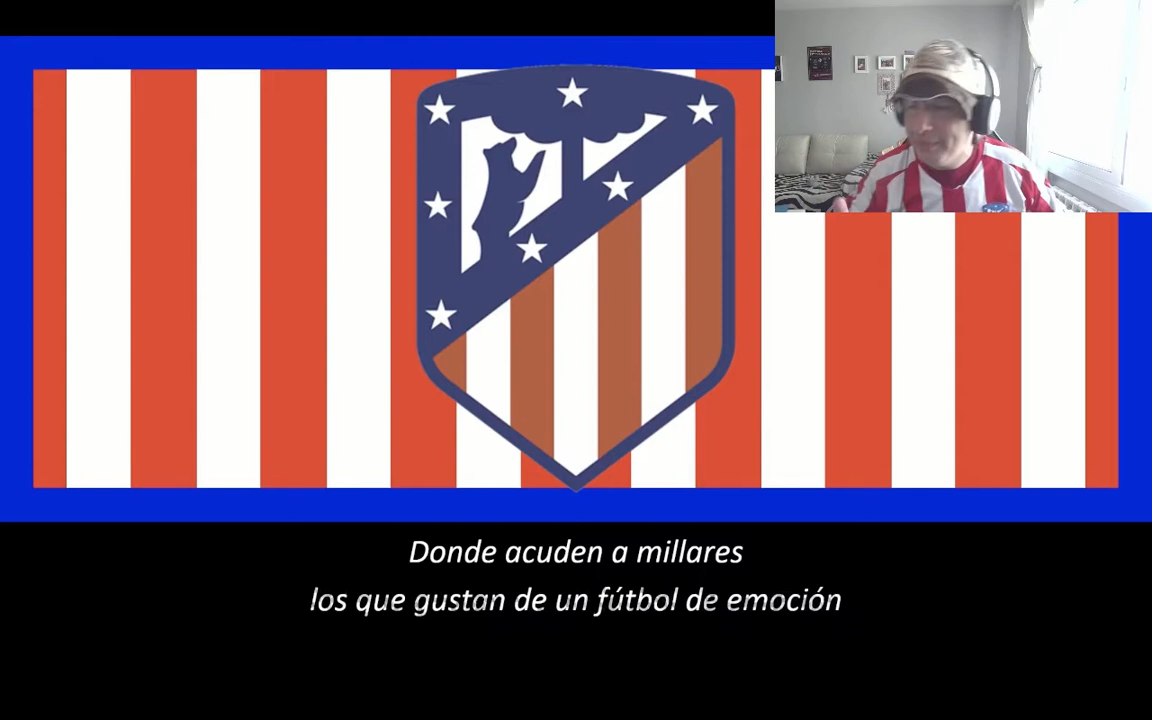 Donde acuden a millares
los que gustan de un fútbol de emoción